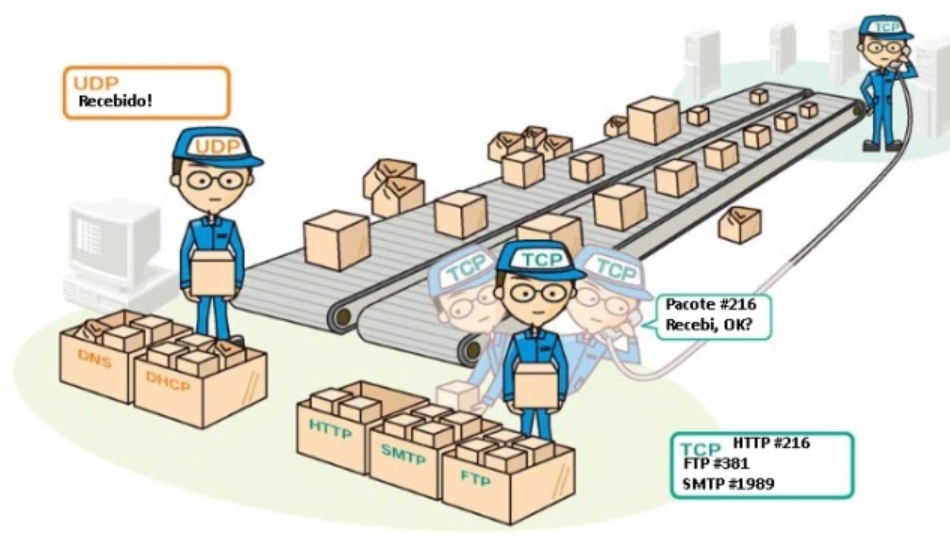 TCP
UDP
Recebido!
UDP
TCP
TCP
TCP
Pacote #216
Recebi, OK?
DNS
DHCP
HTTP
SMTP
FTP
TCP HTTP #216
FTP #381
SMTP #1989